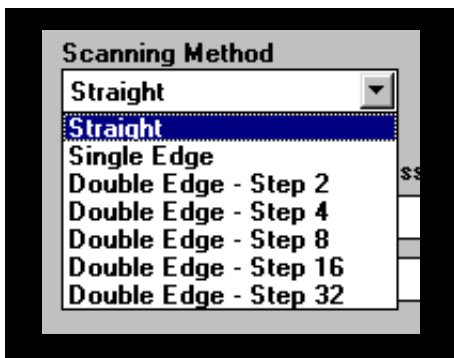 Scanning Method
Straight
Straight
Single Edge
Double Edge - Step 2
Double Edge - Step 4
Double Edge - Step 8
Double Edge - Step 16
Double Edge - Step 32